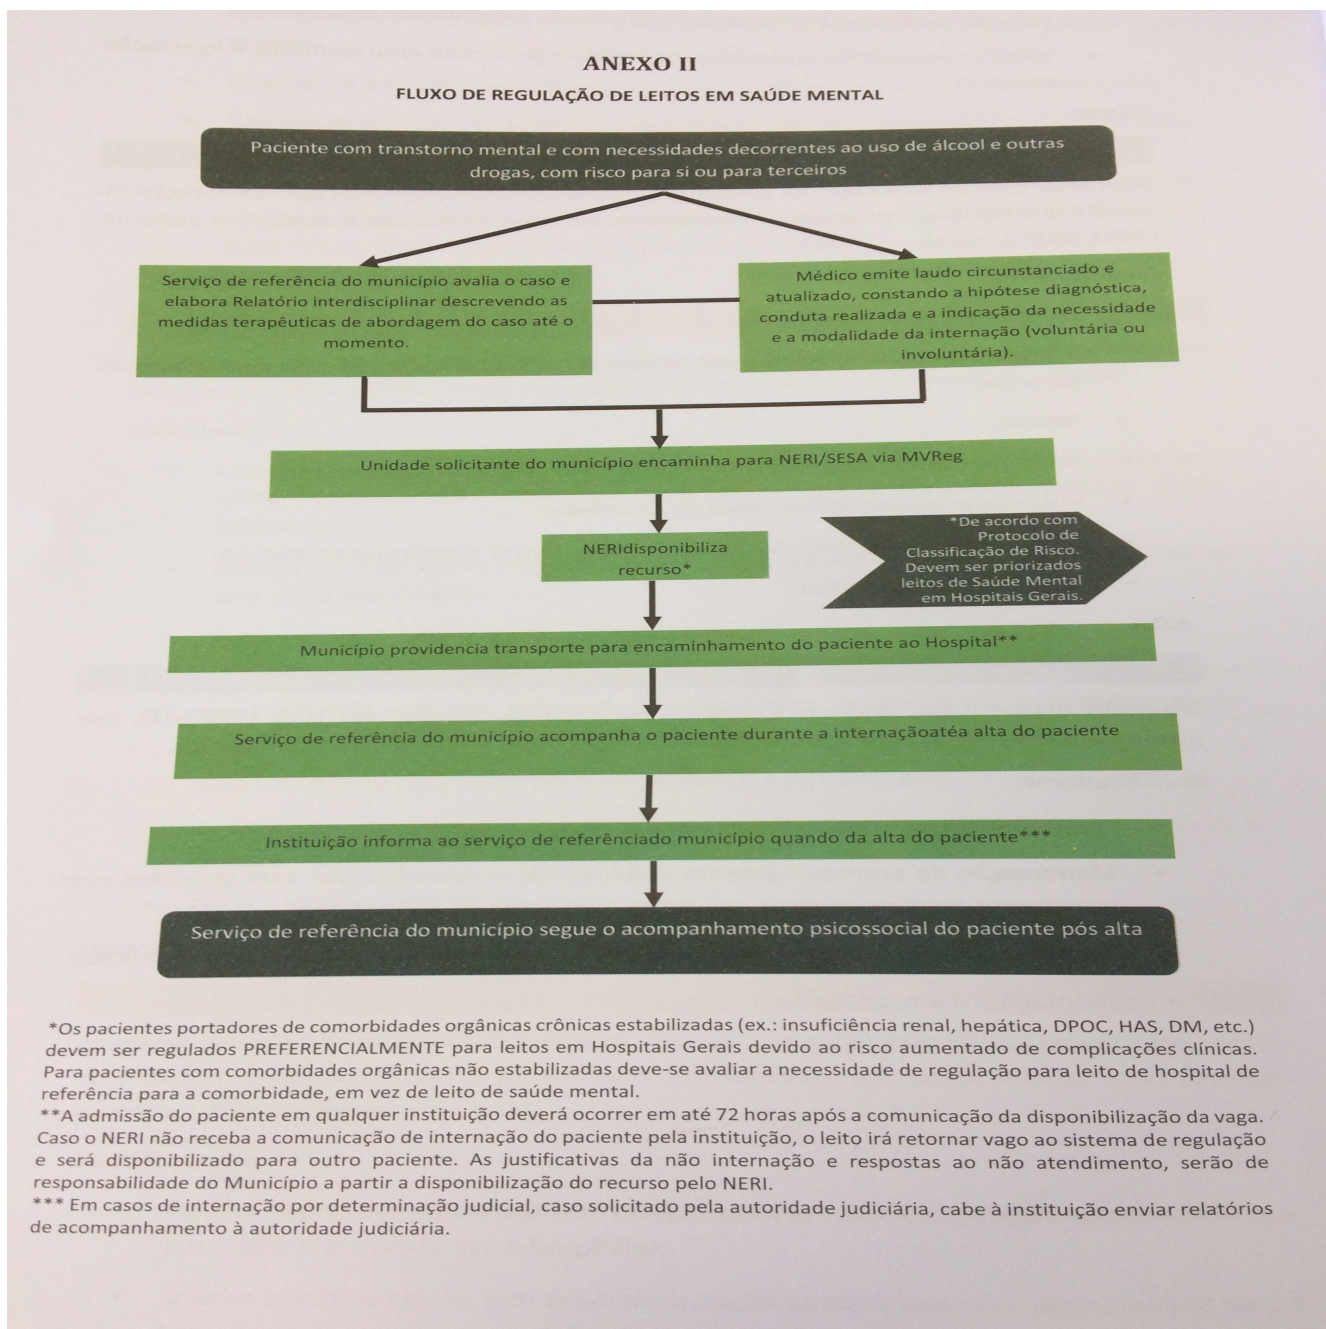 ANEXO II
FLUXO DE REGULAÇÃO DE LEITOS EM SAÚDE MENTAL
Paciente com transtorno mental e com necessidades decorrentes ao uso de álcool e outras
drogas, com risco para si ou para terceiros
Serviço de referência do município avalia o caso e
elabora Relatório interdisciplinar descrevendo as
medidas terapêuticas de abordagem do caso até o
momento.
Médico emite laudo circunstanciado e
atualizado, constando a hipótese diagnóstica,
conduta realizada e a indicação da necessidade
e a modalidade da internação (voluntária ou
involuntária).
Unidade solicitante do município encaminha para NERI/SESA via MVReg
NERIdisponibiliza
recurso*
*De acordo com
Protocolo de
Classificação de Risco.
Devem ser priorizados
leitos de Saúde Mental
em Hospitais Gerais.
Município providencia transporte para encaminhamento do paciente ao Hospital**
Serviço de referência do município acompanha o paciente durante a internaçãoatéa alta do paciente
Instituição informa ao serviço de referênciado município quando da alta do paciente***
Serviço de referência do município segue o acompanhamento psicossocial do paciente pós alta
*Os pacientes portadores de comorbidades orgânicas crônicas estabilizadas (ex.: insuficiência renal, hepática, DPOC, HAS, DM, etc.)
devem ser regulados PREFERENCIALMENTE para leitos em Hospitais Gerais devido ao risco aumentado de complicações clínicas.
Para pacientes com comorbidades orgânicas não estabilizadas deve-se avaliar a necessidade de regulação para leito de hospital de
referência para a comorbidade, em vez de leito de saúde mental.
**A admissão do paciente em qualquer instituição deverá ocorrer em até 72 horas após a comunicação da disponibilização da vaga.
Caso o NERI não receba a comunicação de internação do paciente pela instituição, o leito irá retornar vago ao sistema de regulação
e será disponibilizado para outro paciente. As justificativas da não internação e respostas ao não atendimento, serão de
responsabilidade do Município a partir a disponibilização do recurso pelo NERI.
*** Em casos de internação por determinação judicial, caso solicitado pela autoridade judiciária, cabe à instituição enviar relatórios
de acompanhamento à autoridade judiciária.